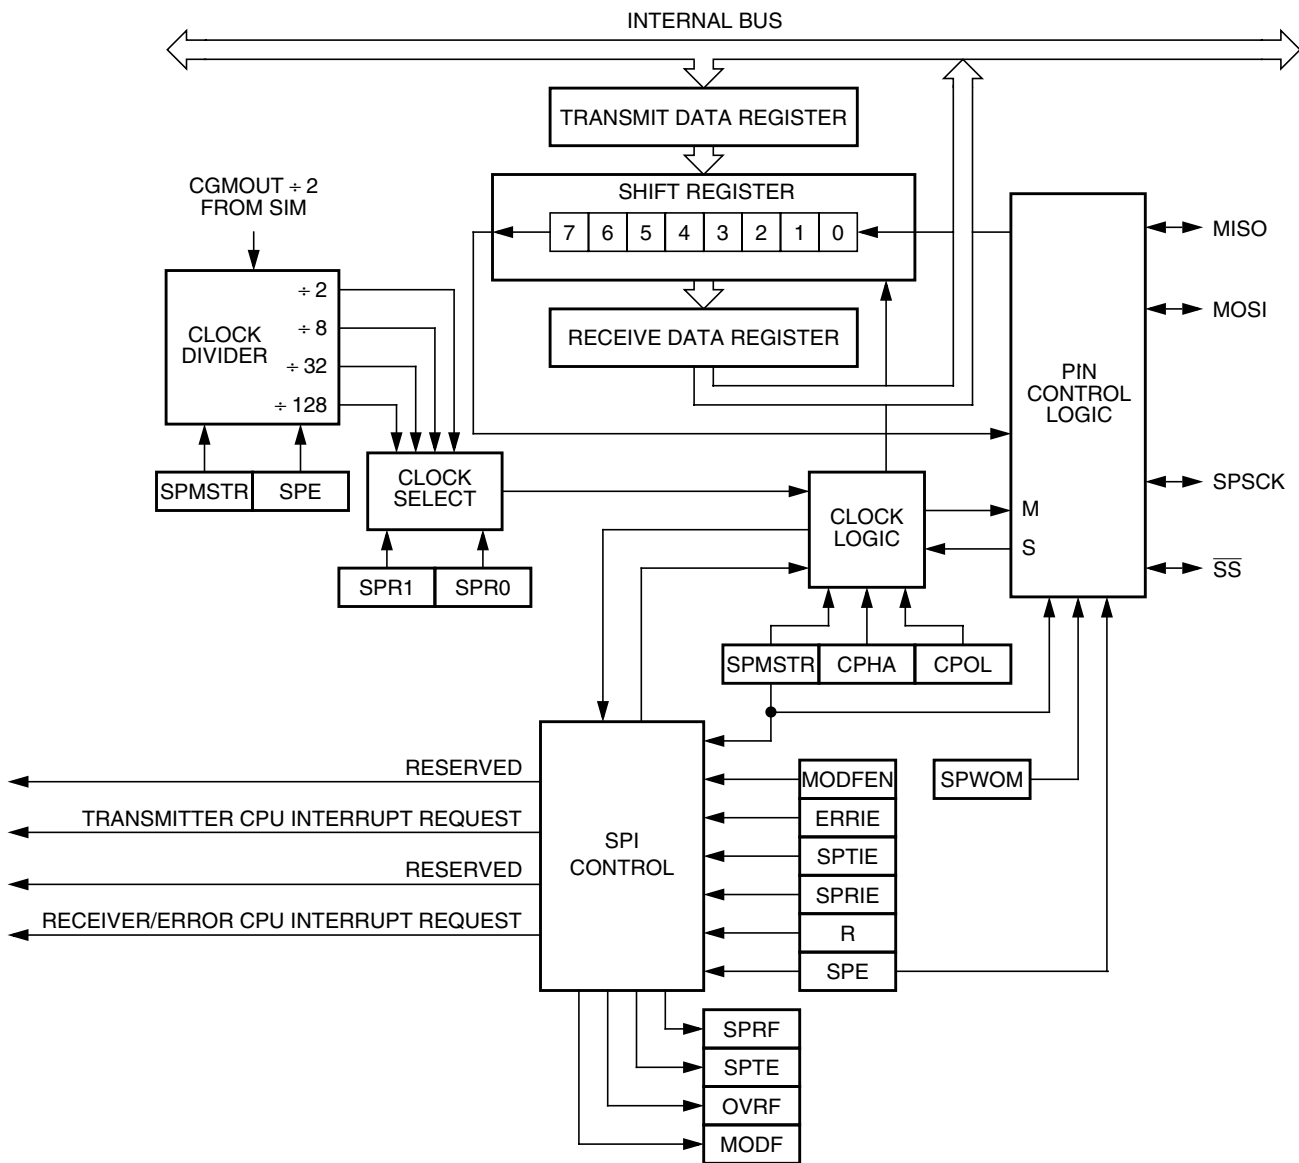 INTERNAL BUS
TRANSMIT DATA REGISTER
SHIFT REGISTER
7 6 5 4 3 2 1 0
RECEIVE DATA REGISTER
CGMOUT ÷ 2
FROM SIM
CLOCK
DIVIDER
÷ 2
÷ 8
÷ 32
÷ 128
SPMSTR SPE
CLOCK
SELECT
SPR1 SPR0
CLOCK
LOGIC
PIN
CONTROL
LOGIC
M
S
MISO
MOSI
SPSCK
SS
SPMSTR CPHA CPOL
SPWOM
SPI
CONTROL
RESERVED
TRANSMITTER CPU INTERRUPT REQUEST
RESERVED
RECEIVER/ERROR CPU INTERRUPT REQUEST
MODFEN
ERRIE
SPTIE
SPRIE
R
SPE
SPRF
SPTE
OVRF
MODF